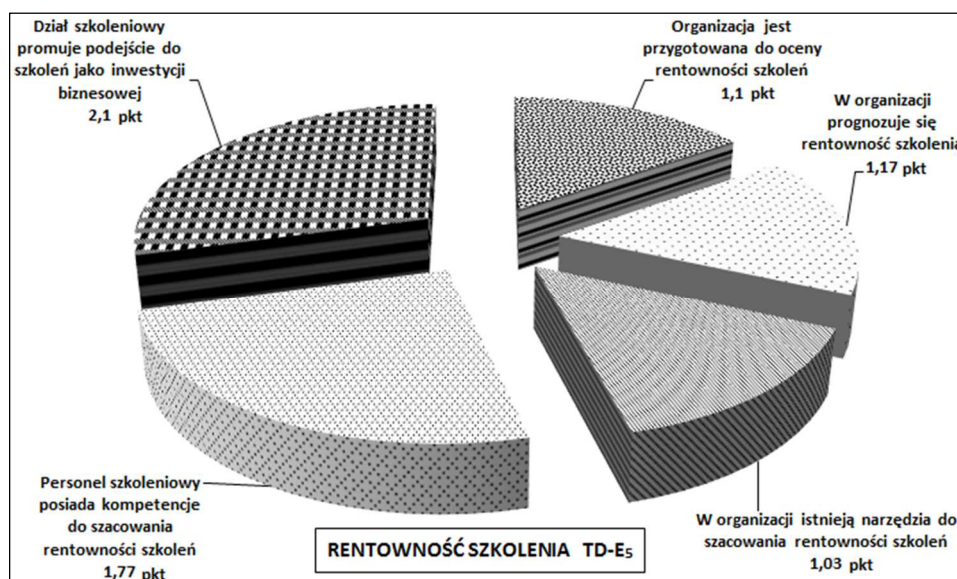 Dział szkoleniowy
promuje podejście do
szkoleń jako inwestycji
biznesowej
2,1 pkt
Organizacja jest
przygotowana do oceny
rentowności szkoleń
1,1 pkt
W organizacji
prognozuje się
rentowność szkolenia
1,17 pkt
Personel szkoleniowy
posiada kompetencje
do szacowania
rentowności szkoleń
1,77 pkt
RENTOWNOŚĆ SZKOLENIA TD-E5
W organizacji istnieją narzędzia do
szacowania rentowności szkoleń
1,03 pkt